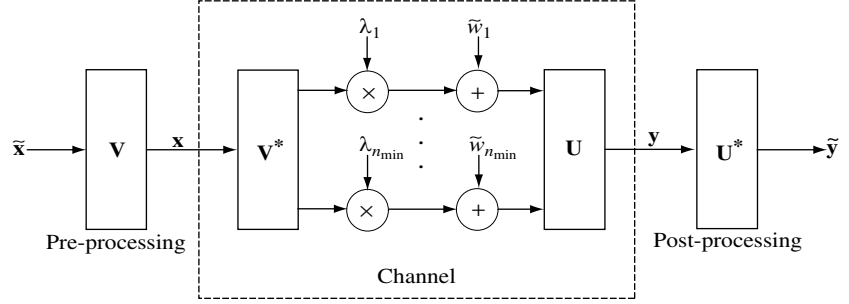 λ₁ w̃₁
x̃ V x V* × + U y U* ỹ
λₙₘᵢₙ w̃ₙₘᵢₙ
× +
Pre-processing Post-processing
Channel